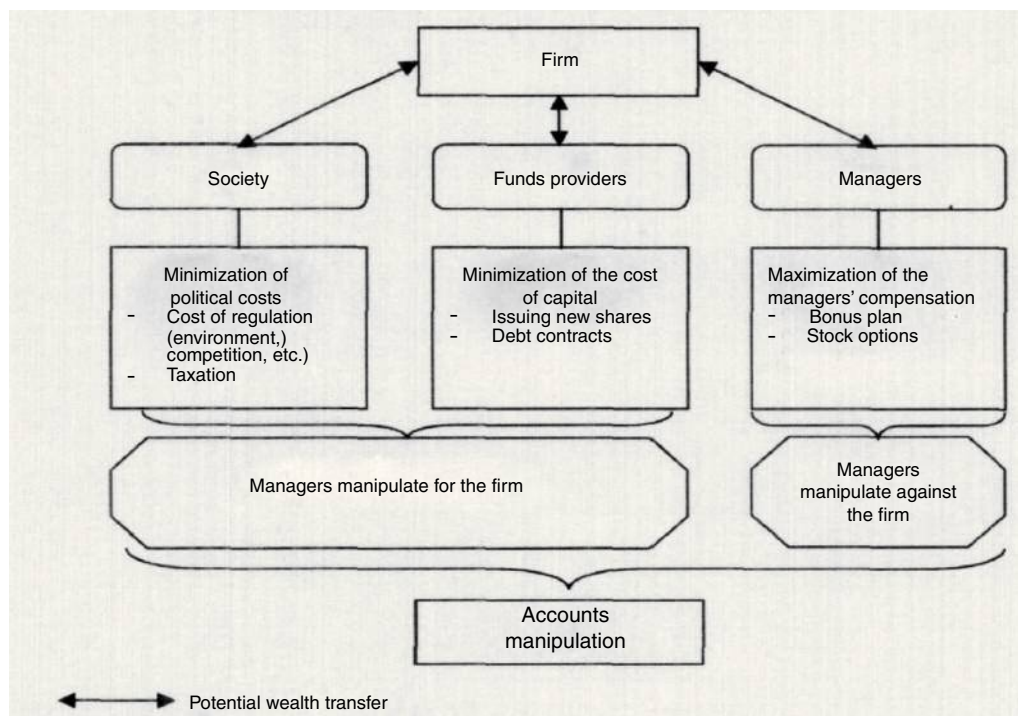 Firm
Society
Funds providers
Managers
Minimization of
political costs
- Cost of regulation
(environment,)
competition, etc.)
- Taxation
Minimization of the cost
of capital
- Issuing new shares
- Debt contracts
Maximization of the
managers' compensation
- Bonus plan
- Stock options
Managers manipulate for the firm
Managers
manipulate against
the firm
Accounts
manipulation
Potential wealth transfer